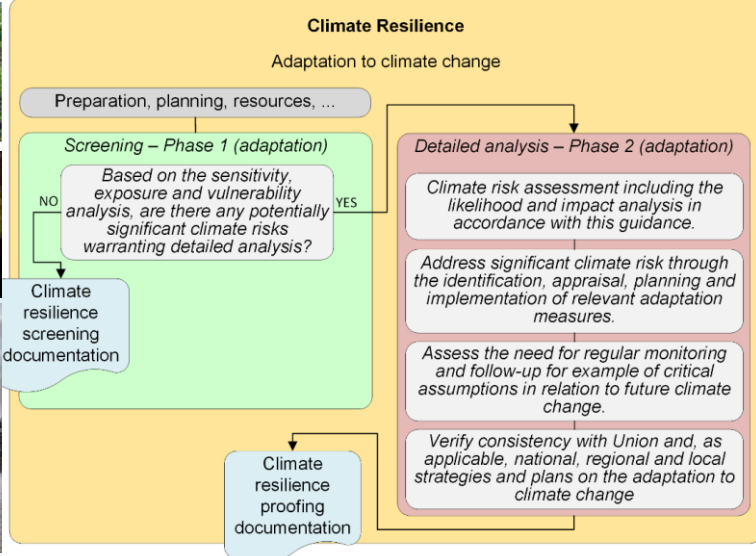 Climate Resilience
Adaptation to climate change
Preparation, planning, resources, ...
Screening – Phase 1 (adaptation)
Based on the sensitivity,
exposure and vulnerability
analysis, are there any potentially
significant climate risks
warranting detailed analysis?
NO
YES
Climate
resilience
screening
documentation
Detailed analysis – Phase 2 (adaptation)
Climate risk assessment including the
likelihood and impact analysis in
accordance with this guidance.
Address significant climate risk through
the identification, appraisal, planning and
implementation of relevant adaptation
measures.
Assess the need for regular monitoring
and follow-up for example of critical
assumptions in relation to future climate
change.
Verify consistency with Union and, as
applicable, national, regional and local
strategies and plans on the adaptation to
climate change
Climate
resilience
proofing
documentation